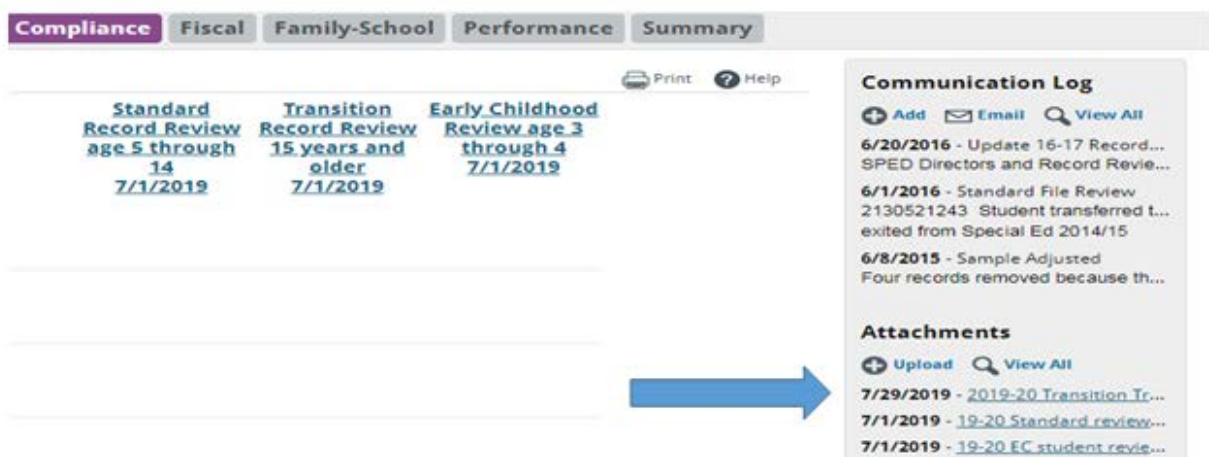 Compliance Fiscal Family-School Performance Summary
Print Help
Standard Record Review age 5 through 14 7/1/2019
Transition Record Review 15 years and older 7/1/2019
Early Childhood Review age 3 through 4 7/1/2019
Communication Log
Add Email View All
6/20/2016 - Update 16-17 Record...
SPED Directors and Record Revie...
6/1/2016 - Standard File Review
2130521243 Student transferred t...
exited from Special Ed 2014/15
6/8/2015 - Sample Adjusted
Four records removed because th...
Attachments
Upload View All
7/29/2019 - 2019-20 Transition Tr...
7/1/2019 - 19-20 Standard review...
7/1/2019 - 19-20 EC student revie...